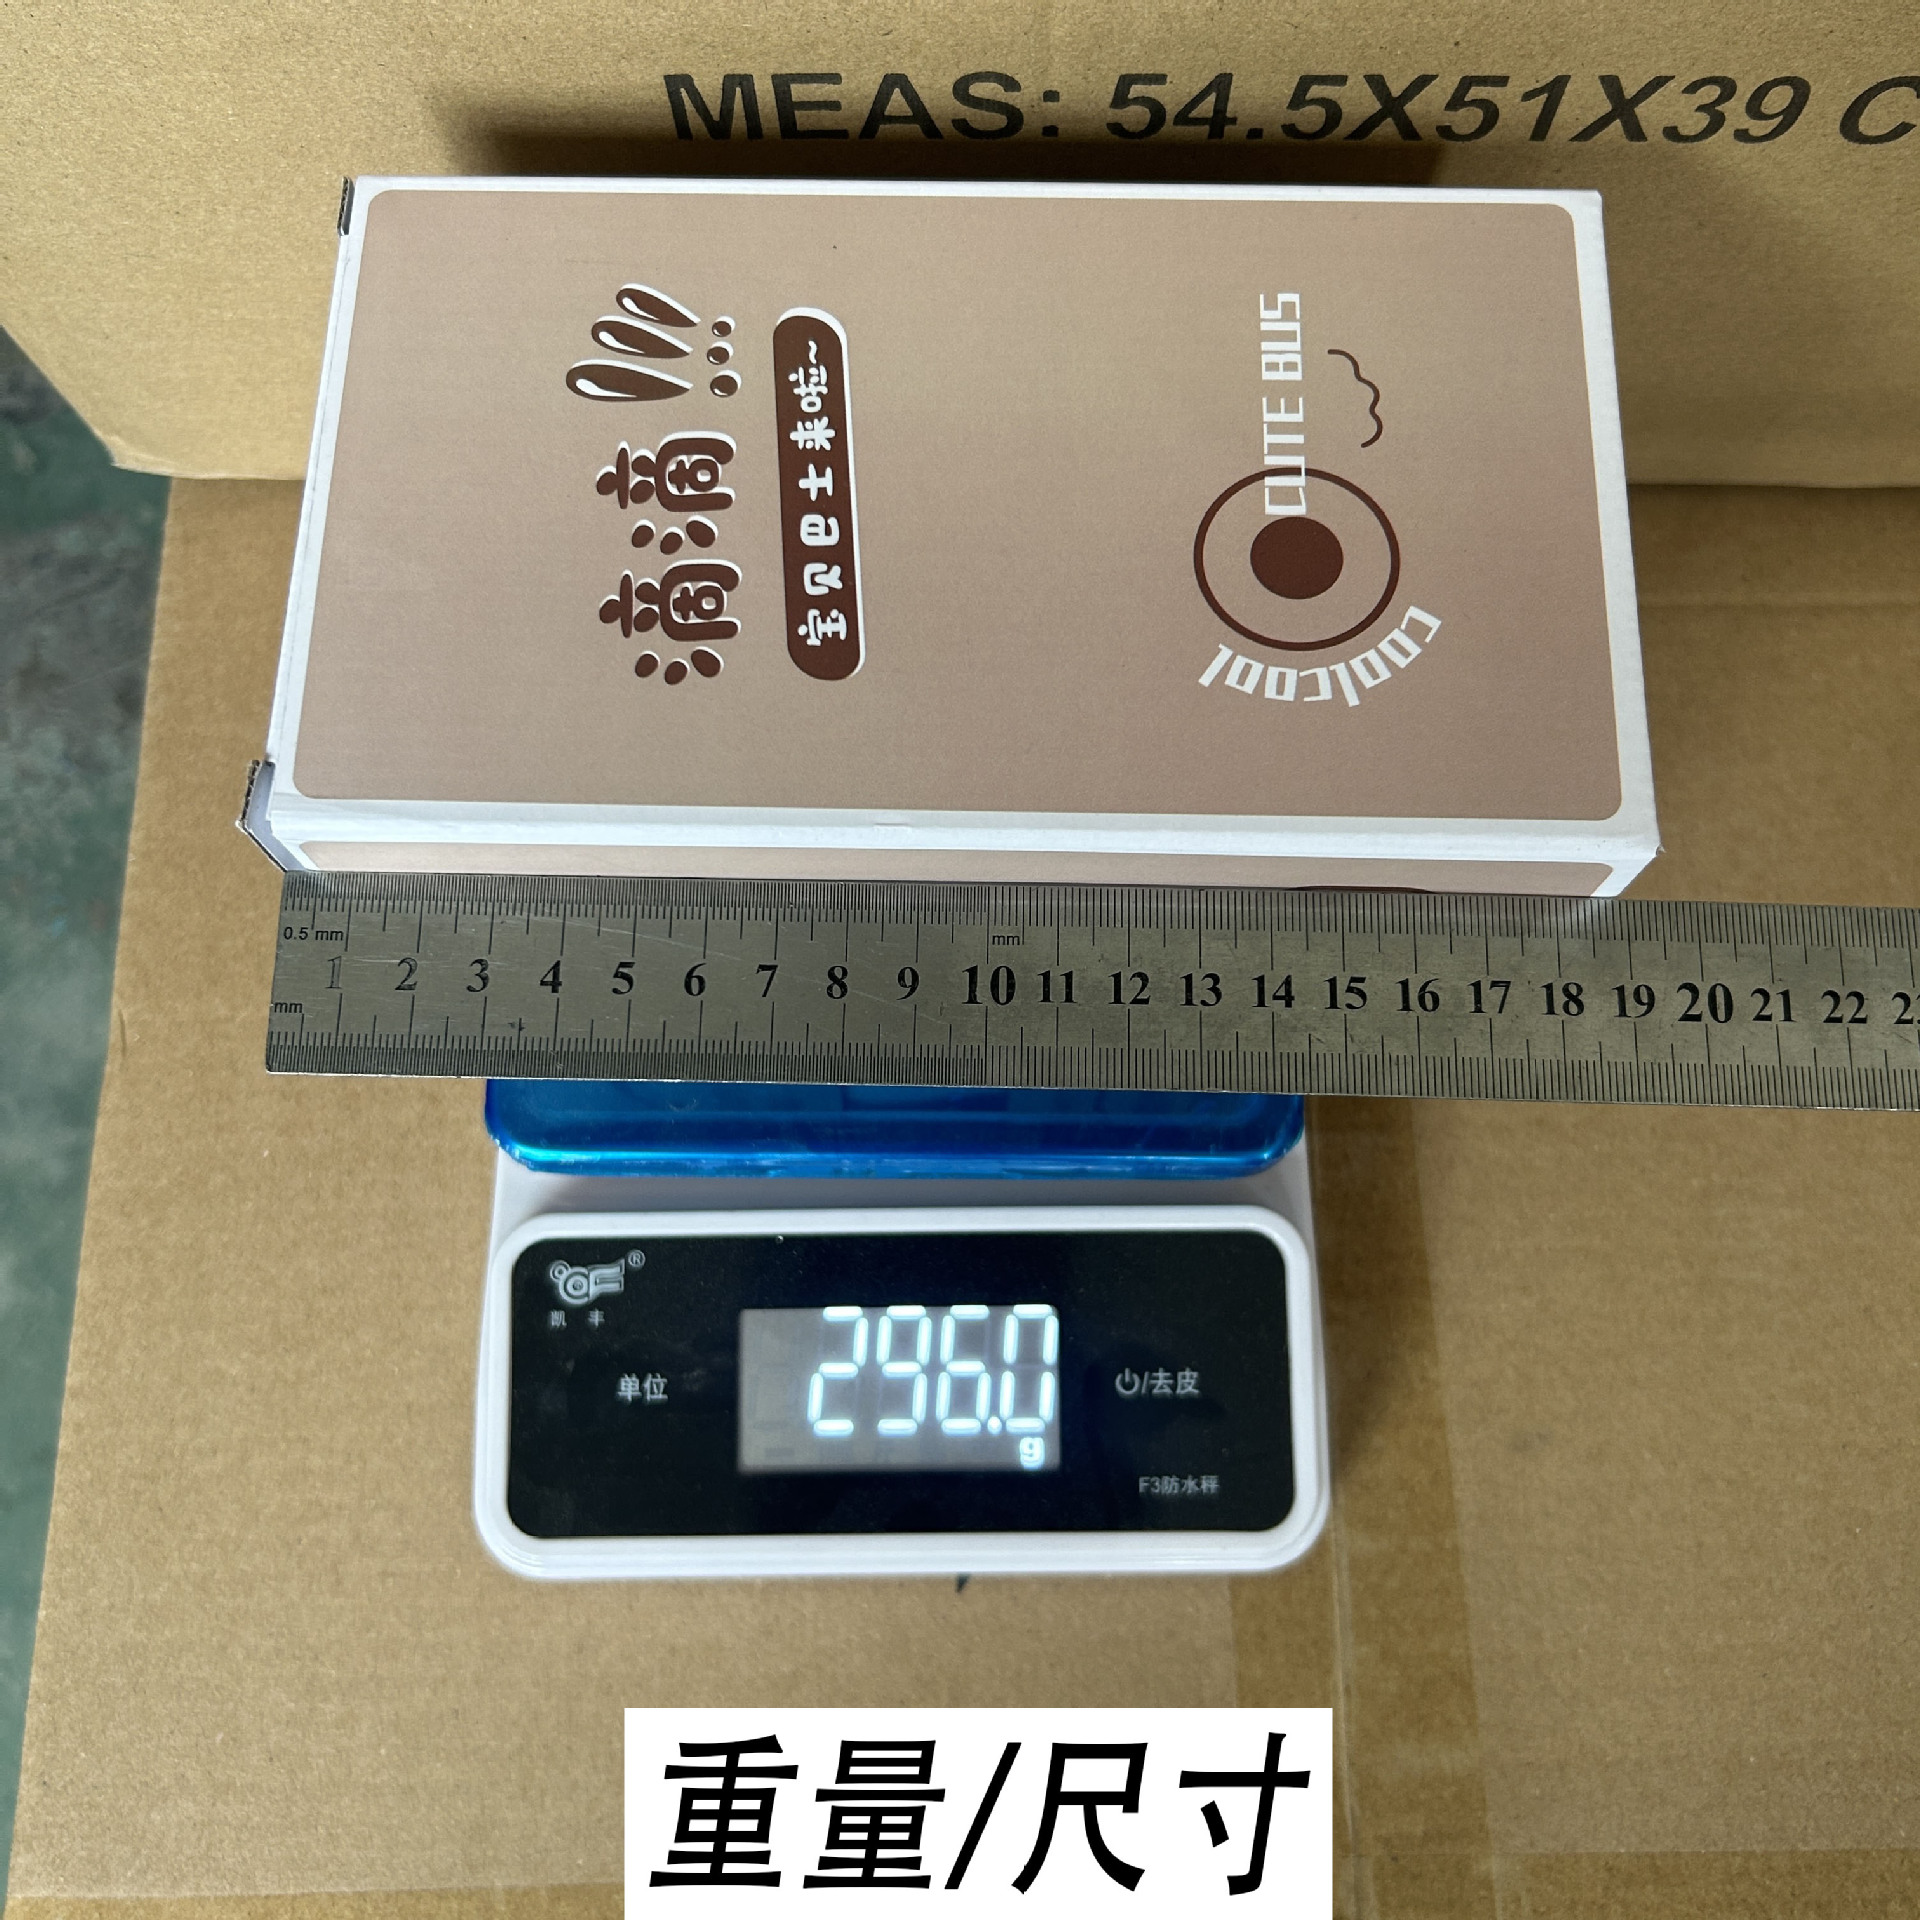 MEAS: 54.5X51X39 C
滴滴!!!
宝贝巴士来啦~
CUTE BUS
coolcool
0.5 mm
mm
1 2 3 4 5 6 7 8 9 10 11 12 13 14 15 16 17 18 19 20 21 22
mm
凯丰
®
296.0
g
单位
/去皮
F3防水秤
重量/尺寸